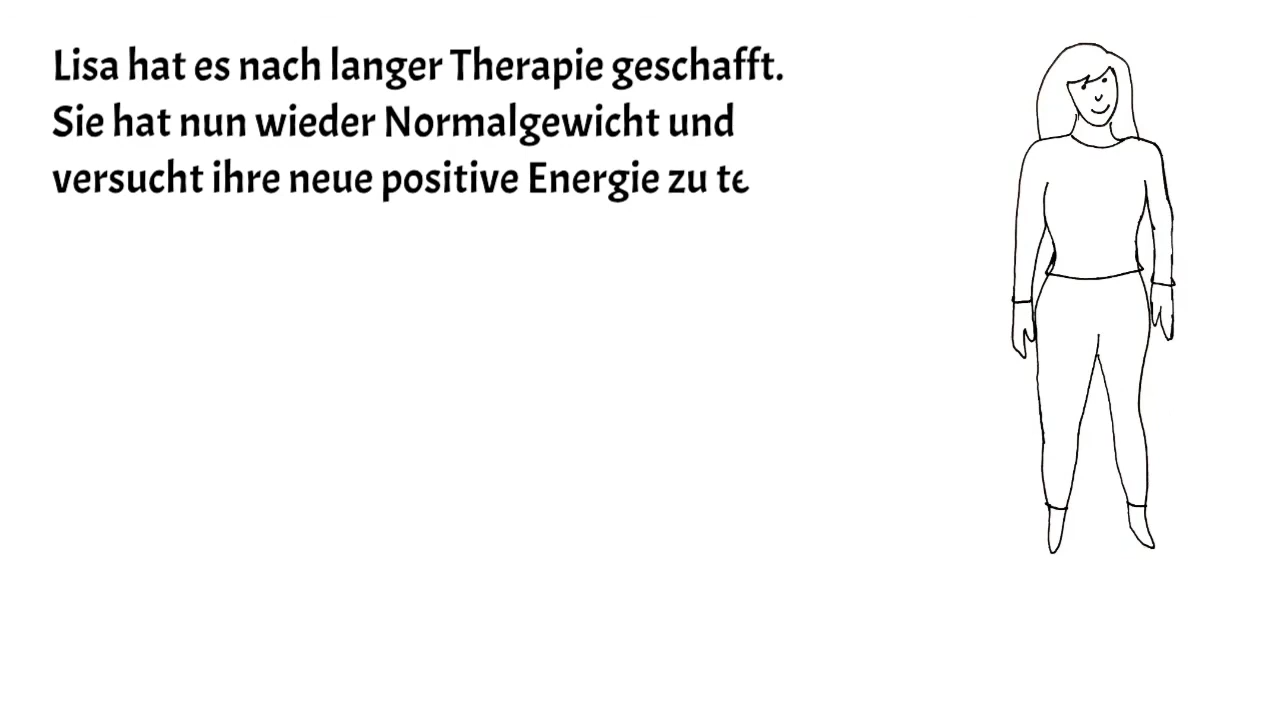 Lisa hat es nach langer Therapie geschafft.
Sie hat nun wieder Normalgewicht und
versucht ihre neue positive Energie zu